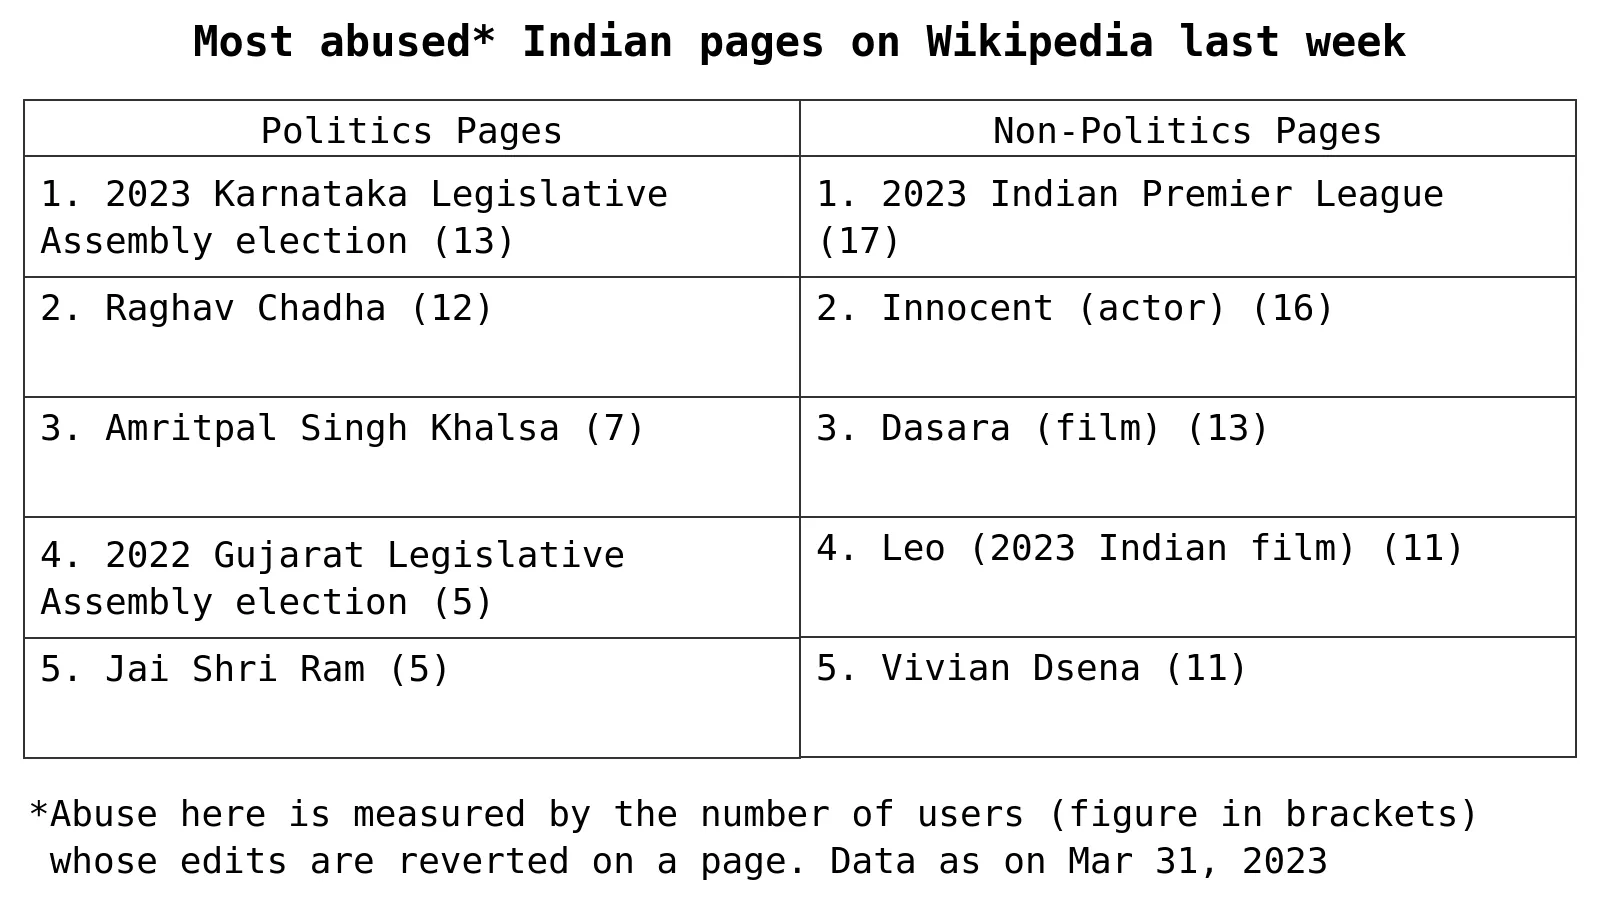 Most abused* Indian pages on Wikipedia last week
Politics Pages
Non-Politics Pages
1. 2023 Karnataka Legislative
Assembly election (13)
1. 2023 Indian Premier League
(17)
2. Raghav Chadha (12)
2. Innocent (actor) (16)
3. Amritpal Singh Khalsa (7)
3. Dasara (film) (13)
4. 2022 Gujarat Legislative
Assembly election (5)
4. Leo (2023 Indian film) (11)
5. Jai Shri Ram (5)
5. Vivian Dsena (11)
*Abuse here is measured by the number of users (figure in brackets)
whose edits are reverted on a page. Data as on Mar 31, 2023